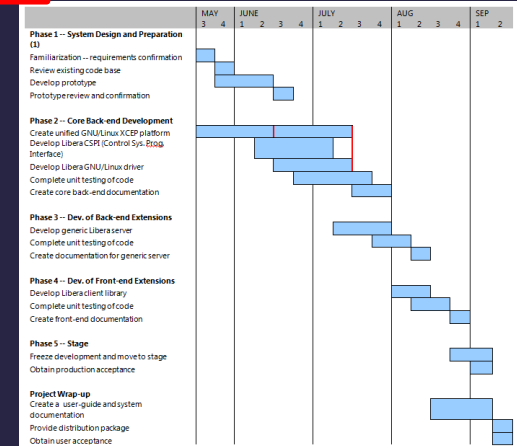 MAY JUNE JULY AUG SEP
3 4 1 2 3 4 1 2 3 4 1 2 3 4 1 2
Phase 1 -- System Design and Preparation
(1)
Familiarization -- requirements confirmation
Review existing code base
Develop prototype
Prototype review and confirmation
Phase 2 -- Core Back-end Development
Create unified GNU/Linux XCEP platform
Develop Libera CSPI (Control Sys. Prog.
Interface)
Develop Libera GNU/Linux driver
Complete unit testing of code
Create core back-end documentation
Phase 3 -- Dev. of Back-end Extensions
Develop generic Libera server
Complete unit testing of code
Create documentation for generic server
Phase 4 -- Dev. of Front-end Extensions
Develop Libera client library
Complete unit testing of code
Create front-end documentation
Phase 5 -- Stage
Freeze development and move to stage
Obtain production acceptance
Project Wrap-up
Create a user-guide and system
documentation
Provide distribution package
Obtain user acceptance